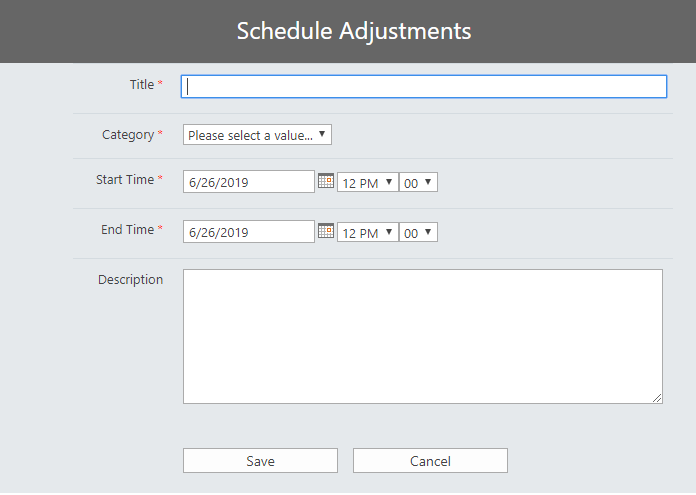 Schedule Adjustments
Title *
Category * Please select a value...
Start Time * 6/26/2019 12 PM 00
End Time * 6/26/2019 12 PM 00
Description
Save Cancel